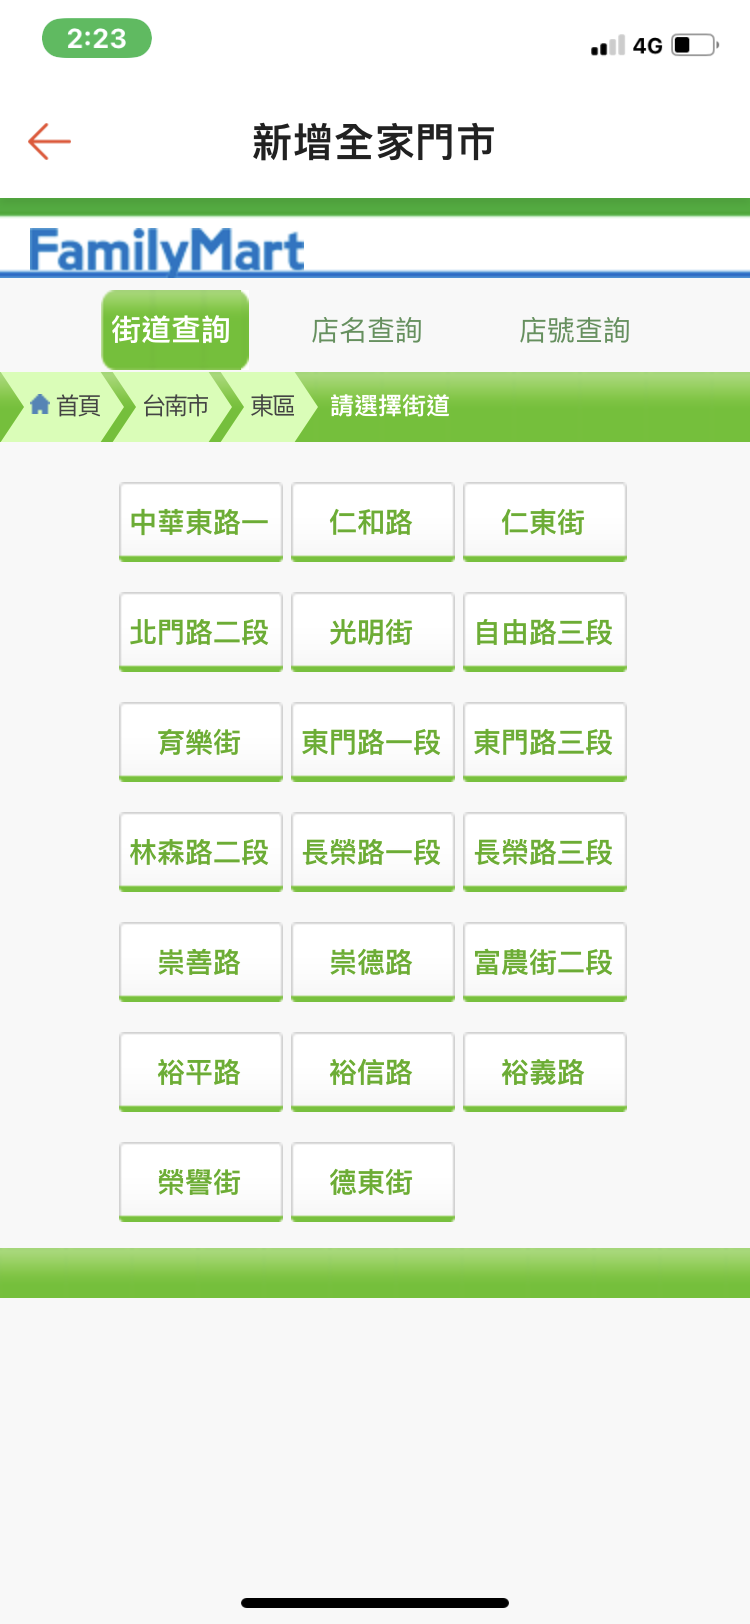 2:23
4G
新增全家門市
FamilyMart
街道查詢 店名查詢 店號查詢
首頁 台南市 東區 請選擇街道
中華東路一 仁和路 仁東街
北門路二段 光明街 自由路三段
育樂街 東門路一段 東門路三段
林森路二段 長榮路一段 長榮路三段
崇善路 崇德路 富農街二段
裕平路 裕信路 裕義路
榮譽街 德東街